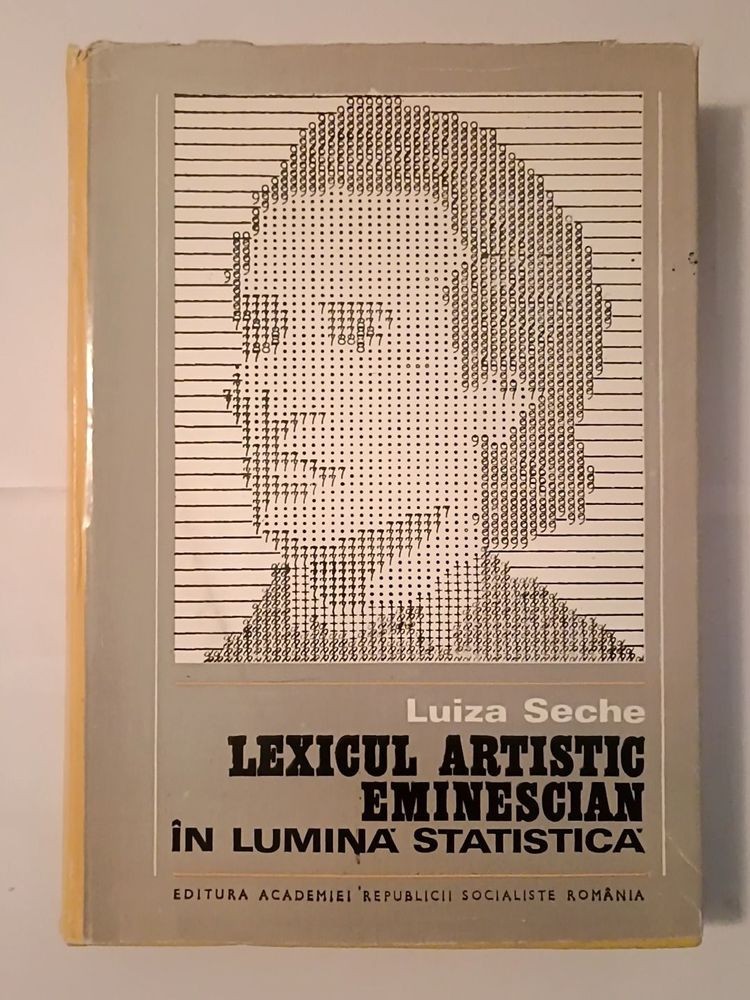 Luiza Seche
LEXICUL ARTISTIC
EMINESCIAN
ÎN LUMINĂ STATISTICĂ
EDITURA ACADEMIEI REPUBLICII SOCIALISTE ROMÂNIA